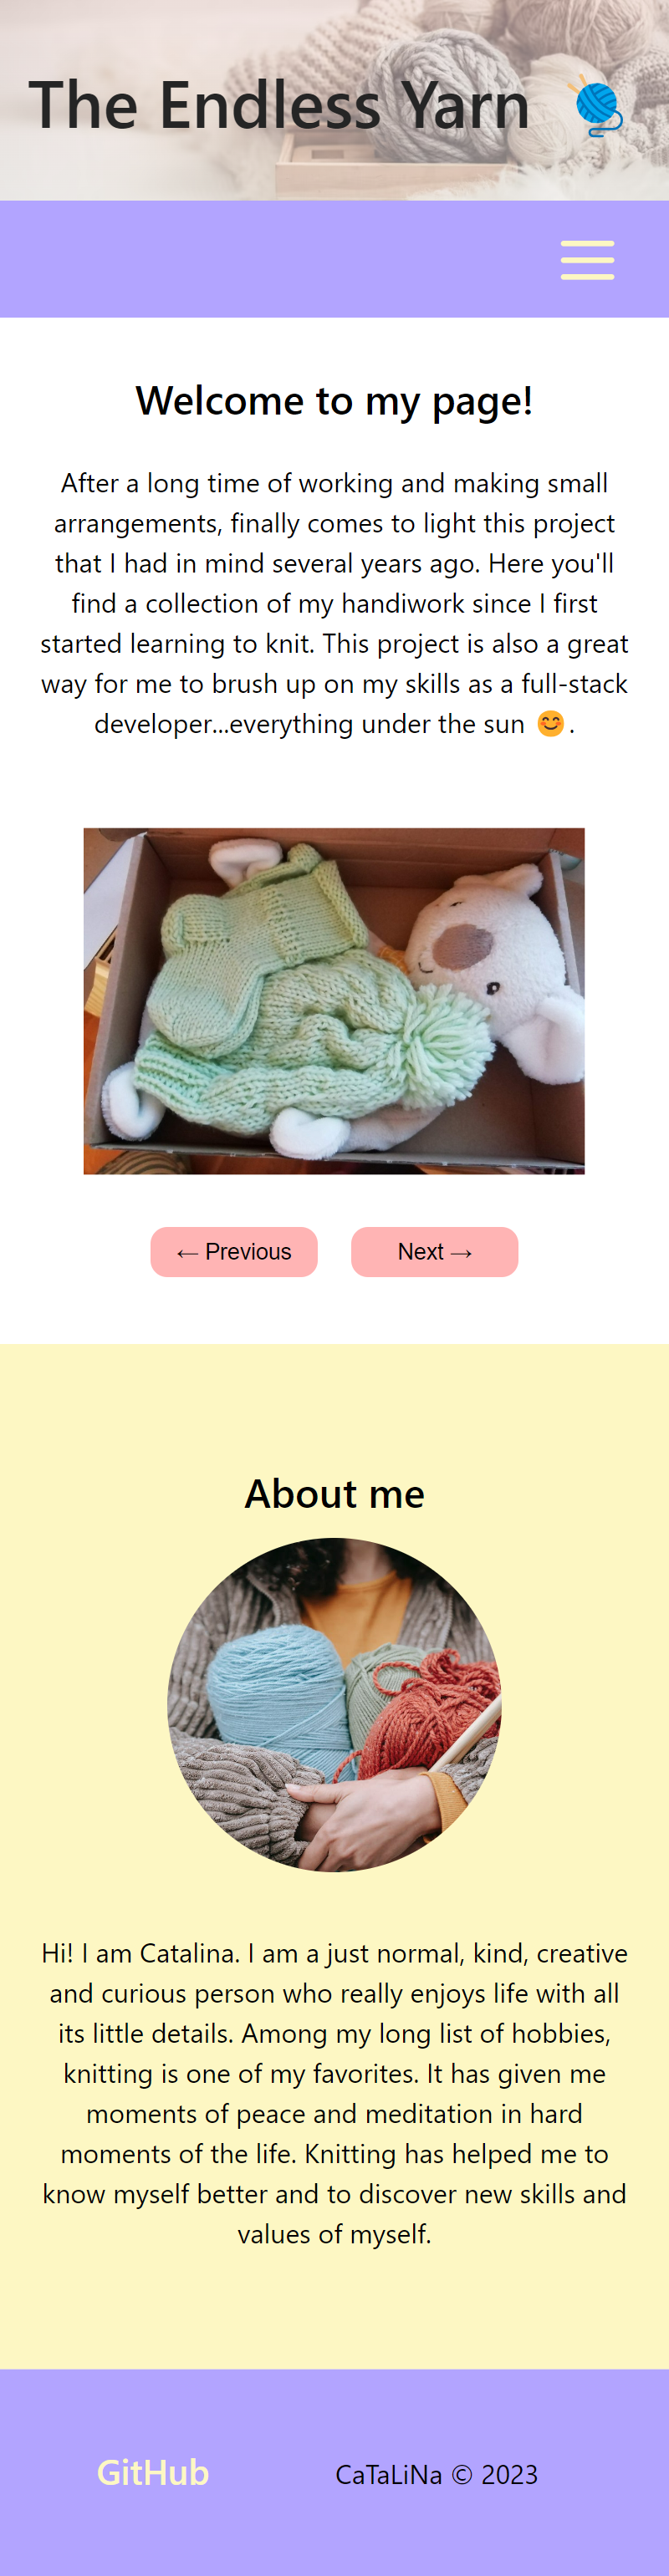 The Endless Yarn 🧶
Welcome to my page!
After a long time of working and making small
arrangements, finally comes to light this project
that I had in mind several years ago. Here you'll
find a collection of my handiwork since I first
started learning to knit. This project is also a great
way for me to brush up on my skills as a full-stack
developer...everything under the sun 😊.
← Previous
Next →
About me
Hi! I am Catalina. I am a just normal, kind, creative
and curious person who really enjoys life with all
its little details. Among my long list of hobbies,
knitting is one of my favorites. It has given me
moments of peace and meditation in hard
moments of the life. Knitting has helped me to
know myself better and to discover new skills and
values of myself.
GitHub
CaTaLiNa © 2023